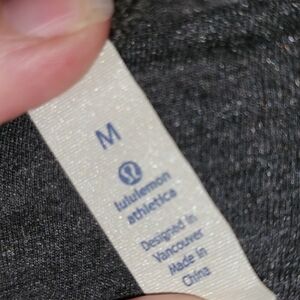 M
lululemon
athletica
Designed in
Vancouver
Made in
China